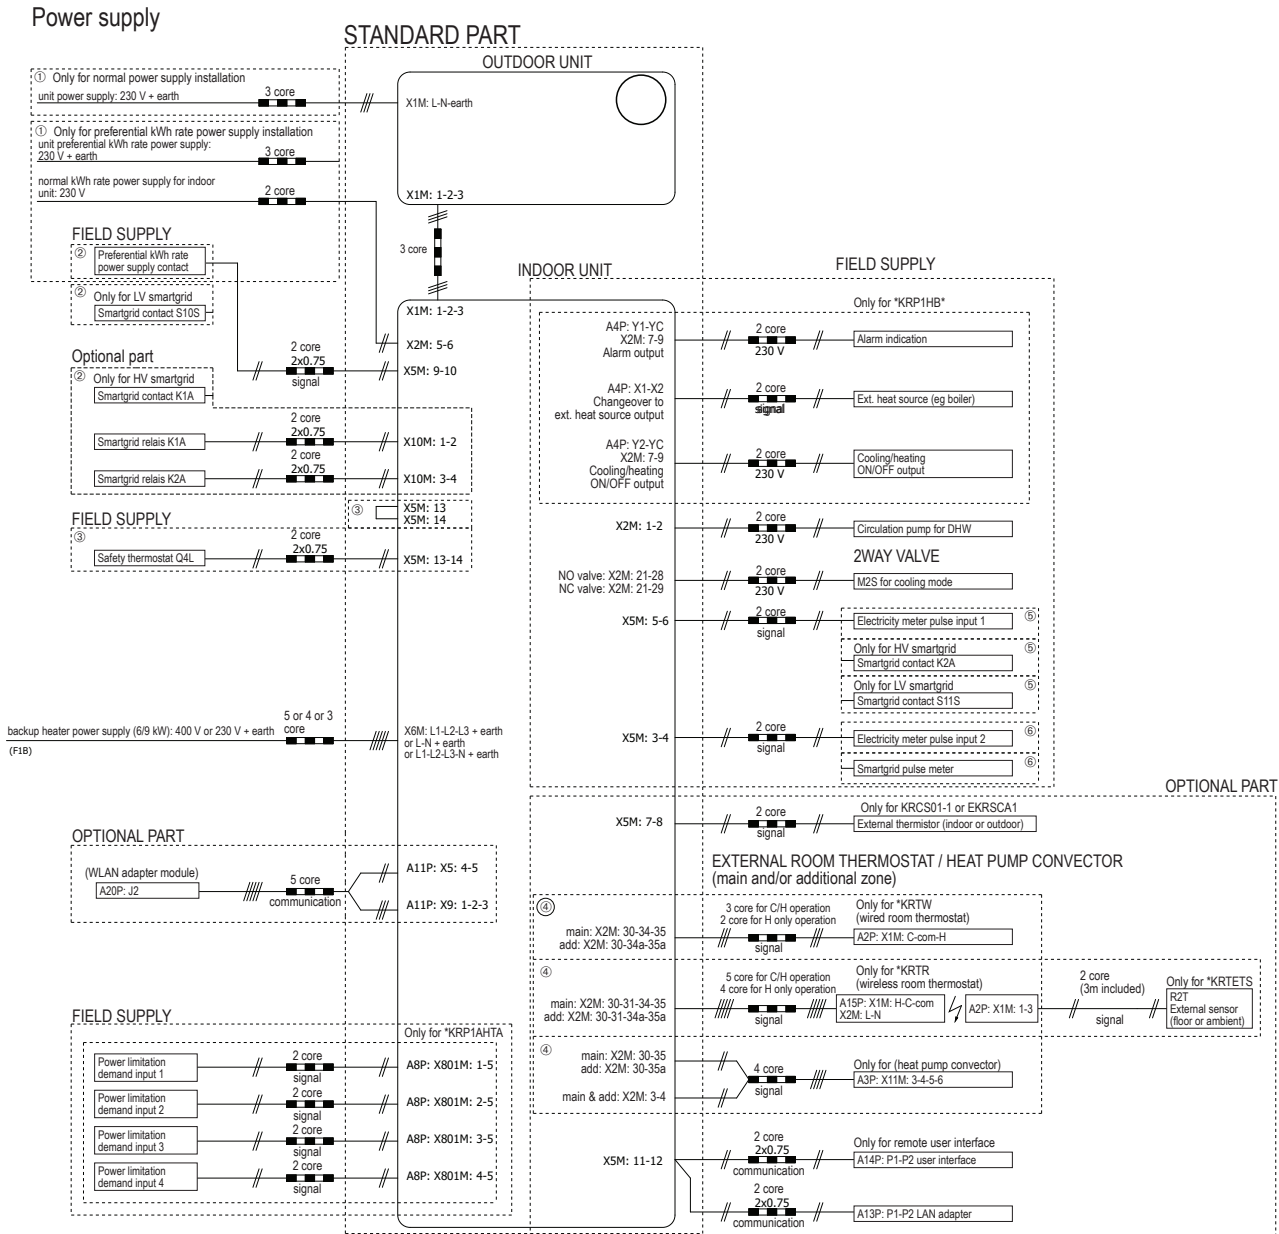 Power supply
STANDARD PART
OUTDOOR UNIT
① Only for normal power supply installation
unit power supply: 230 V + earth
3 core
X1M: L-N-earth
① Only for preferential kWh rate power supply installation
unit preferential kWh rate power supply:
230 V + earth
3 core
normal kWh rate power supply for indoor
unit: 230 V
2 core
X1M: 1-2-3
3 core
FIELD SUPPLY
② Preferential kWh rate
power supply contact
② Only for LV smartgrid
Smartgrid contact S10S
INDOOR UNIT
FIELD SUPPLY
X1M: 1-2-3
X2M: 5-6
2 core
2x0.75
signal
X5M: 9-10
Optional part
② Only for HV smartgrid
Smartgrid contact K1A
Smartgrid relais K1A
2 core
2x0.75
X10M: 1-2
Smartgrid relais K2A
2 core
2x0.75
X10M: 3-4
③ X5M: 13
X5M: 14
FIELD SUPPLY
③
Safety thermostat Q4L
2 core
2x0.75
X5M: 13-14
Only for *KRP1HB*
A4P: Y1-YC
X2M: 7-9
Alarm output
2 core
230 V
Alarm indication
A4P: X1-X2
Changeover to
ext. heat source output
2 core
signal
Ext. heat source (eg boiler)
A4P: Y2-YC
X2M: 7-9
Cooling/heating
ON/OFF output
2 core
230 V
Cooling/heating
ON/OFF output
X2M: 1-2
2 core
230 V
Circulation pump for DHW
2WAY VALVE
NO valve: X2M: 21-28
NC valve: X2M: 21-29
2 core
230 V
M2S for cooling mode
X5M: 5-6
2 core
signal
Electricity meter pulse input 1
⑤
Only for HV smartgrid
⑤
Smartgrid contact K2A
Only for LV smartgrid
⑤
Smartgrid contact S11S
X5M: 3-4
2 core
signal
Electricity meter pulse input 2
⑥
Smartgrid pulse meter
⑥
backup heater power supply (6/9 kW): 400 V or 230 V + earth
(F1B)
5 or 4 or 3
core
X6M: L1-L2-L3 + earth
or L-N + earth
or L1-L2-L3-N + earth
OPTIONAL PART
X5M: 7-8
2 core
signal
Only for KRCS01-1 or EKRSCA1
External thermistor (indoor or outdoor)
OPTIONAL PART
(WLAN adapter module)
A20P: J2
5 core
communication
A11P: X5: 4-5
A11P: X9: 1-2-3
EXTERNAL ROOM THERMOSTAT / HEAT PUMP CONVECTOR
(main and/or additional zone)
④
main: X2M: 30-34-35
add: X2M: 30-34a-35a
3 core for C/H operation
2 core for H only operation
signal
Only for *KRTW
(wired room thermostat)
A2P: X1M: C-com-H
④
main: X2M: 30-31-34-35
add: X2M: 30-31-34a-35a
5 core for C/H operation
4 core for H only operation
signal
Only for *KRTR
(wireless room thermostat)
A15P: X1M: H-C-com
X2M: L-N
A2P: X1M: 1-3
2 core
(3m included)
signal
Only for *KRTETS
R2T
External sensor
(floor or ambient)
④
main: X2M: 30-35
add: X2M: 30-35a
main & add: X2M: 3-4
4 core
signal
Only for (heat pump convector)
A3P: X11M: 3-4-5-6
FIELD SUPPLY
Only for *KRP1AHTA
Power limitation
demand input 1
2 core
signal
A8P: X801M: 1-5
Power limitation
demand input 2
2 core
signal
A8P: X801M: 2-5
Power limitation
demand input 3
2 core
signal
A8P: X801M: 3-5
Power limitation
demand input 4
2 core
signal
A8P: X801M: 4-5
X5M: 11-12
2 core
2x0.75
communication
Only for remote user interface
A14P: P1-P2 user interface
2 core
2x0.75
communication
A13P: P1-P2 LAN adapter